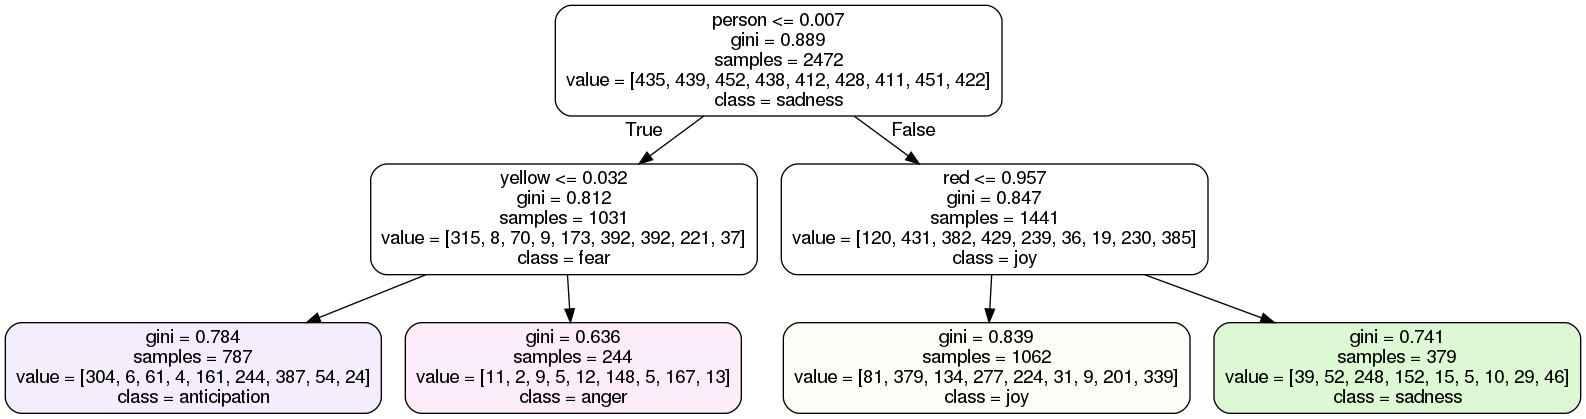 person <= 0.007
gini = 0.889
samples = 2472
value = [435, 439, 452, 438, 412, 428, 411, 451, 422]
class = sadness
True
False
yellow <= 0.032
gini = 0.812
samples = 1031
value = [315, 8, 70, 9, 173, 392, 392, 221, 37]
class = fear
red <= 0.957
gini = 0.847
samples = 1441
value = [120, 431, 382, 429, 239, 36, 19, 230, 385]
class = joy
gini = 0.784
samples = 787
value = [304, 6, 61, 4, 161, 244, 387, 54, 24]
class = anticipation
gini = 0.636
samples = 244
value = [11, 2, 9, 5, 12, 148, 5, 167, 13]
class = anger
gini = 0.839
samples = 1062
value = [81, 379, 134, 277, 224, 31, 9, 201, 339]
class = joy
gini = 0.741
samples = 379
value = [39, 52, 248, 152, 15, 5, 10, 29, 46]
class = sadness